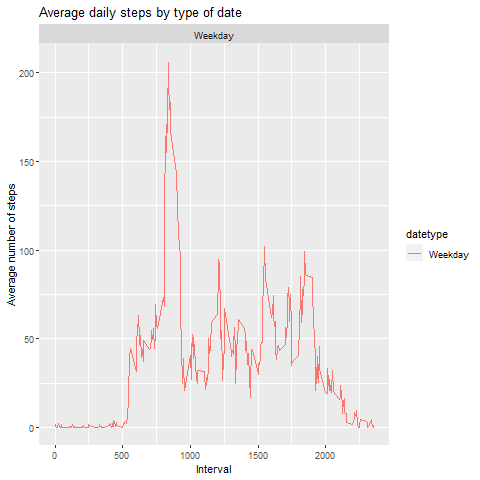 Average daily steps by type of date
Weekday
200
150
100
50
0
Average number of steps
0 500 1000 1500 2000
Interval
datetype
Weekday